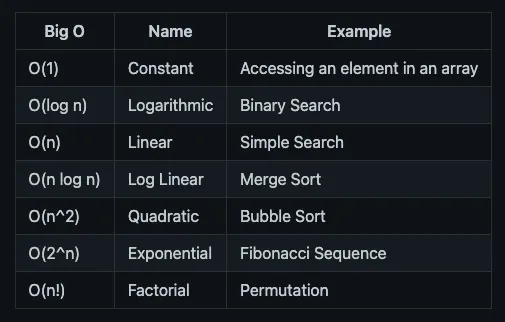 Big O Name Example
O(1) Constant Accessing an element in an array
O(log n) Logarithmic Binary Search
O(n) Linear Simple Search
O(n log n) Log Linear Merge Sort
O(n^2) Quadratic Bubble Sort
O(2^n) Exponential Fibonacci Sequence
O(n!) Factorial Permutation